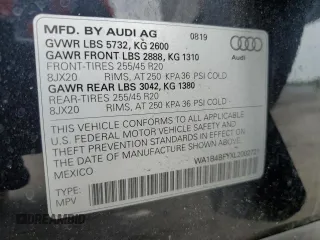 MFD. BY AUDI AG 0819
Audi
GVWR LBS 5732, KG 2600
GAWR FRONT LBS 2888, KG 1310
FRONT-TIRES 255/45 R20
8JX20 RIMS, AT 250 KPA 36 PSI COLD
GAWR REAR LBS 3042, KG 1380
REAR-TIRES 255/45 R20
8JX20 RIMS, AT 250 KPA 36 PSI COLD
THIS VEHICLE CONFORMS TO ALL APPLICABLE
U.S. FEDERAL MOTOR VEHICLE SAFETY AND
THEFT PREVENTION STANDARDS IN EFFECT ON
THE DATE OF MANUFACTURE SHOWN ABOVE.
MEXICO
TYPE:
MPV
DREAMBID